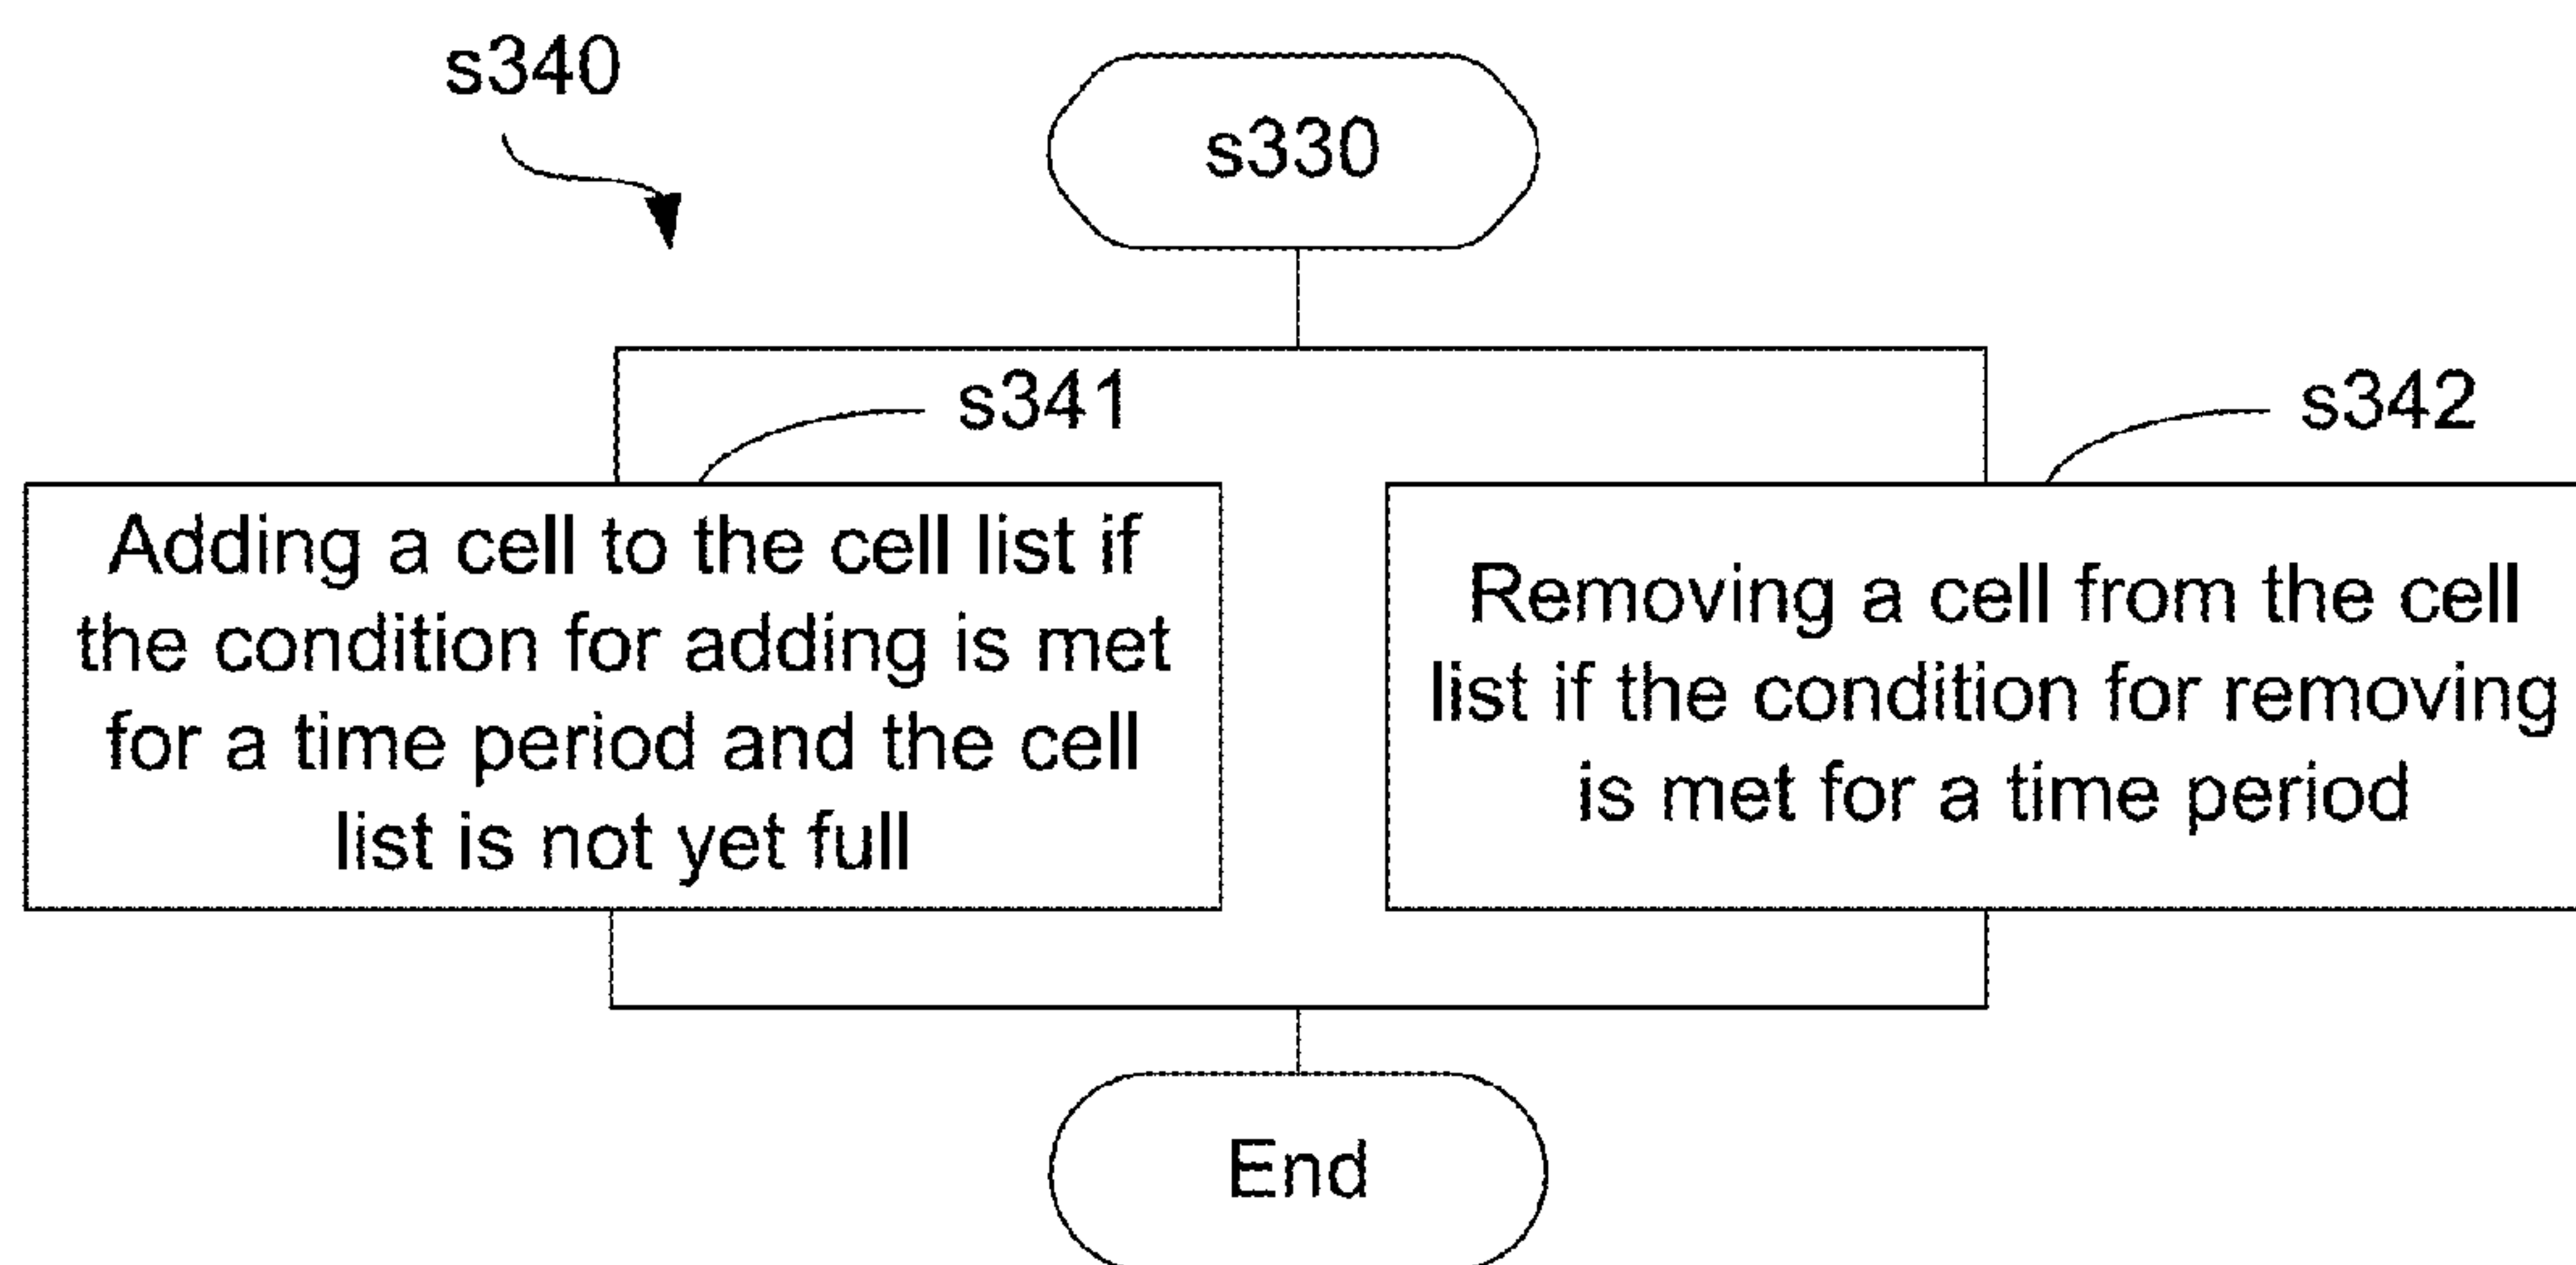 s340
s330
s341
s342
Adding a cell to the cell list if
the condition for adding is met
for a time period and the cell
list is not yet full
Removing a cell from the cell
list if the condition for removing
is met for a time period
End